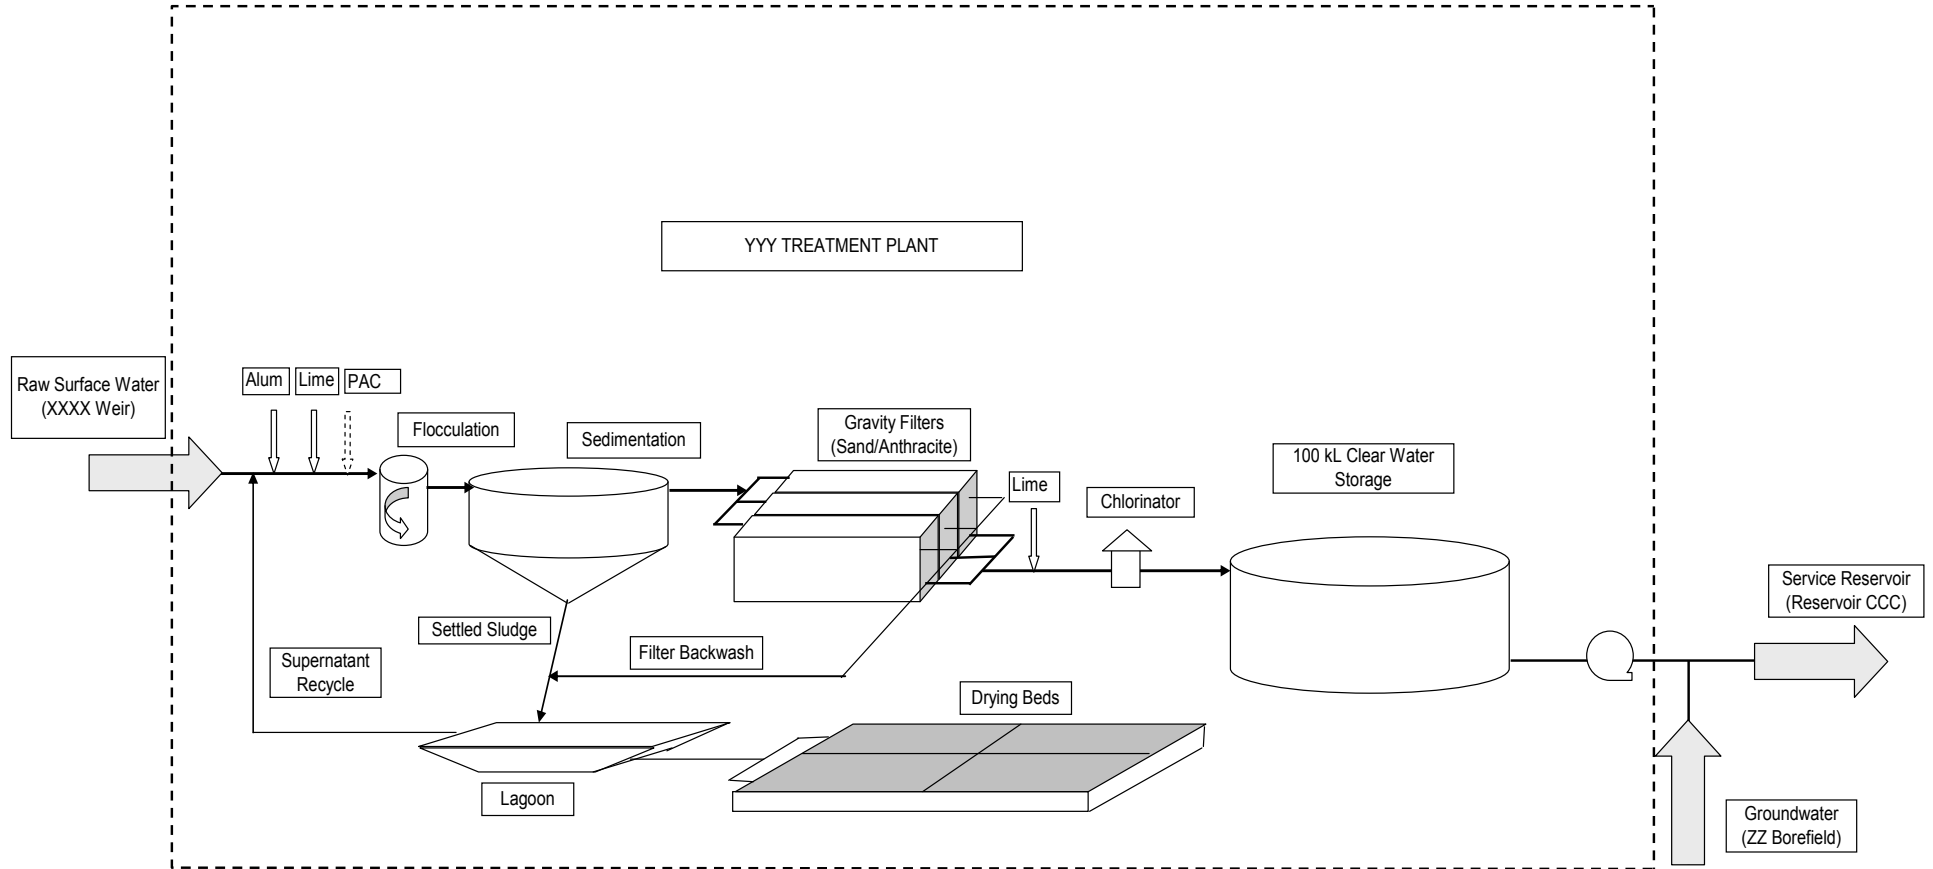 YYY TREATMENT PLANT
Raw Surface Water
(XXXX Weir)
Alum
Lime
PAC
Flocculation
Sedimentation
Gravity Filters
(Sand/Anthracite)
Lime
Chlorinator
100 kL Clear Water
Storage
Service Reservoir
(Reservoir CCC)
Settled Sludge
Filter Backwash
Supernatant
Recycle
Drying Beds
Lagoon
Groundwater
(ZZ Borefield)